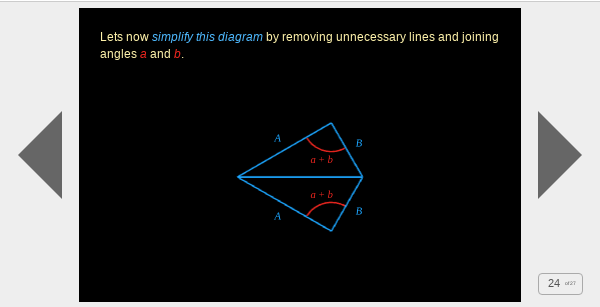 Lets now simplify this diagram by removing unnecessary lines and joining
angles a and b.
A
B
a + b
a + b
A
B
24 of 27